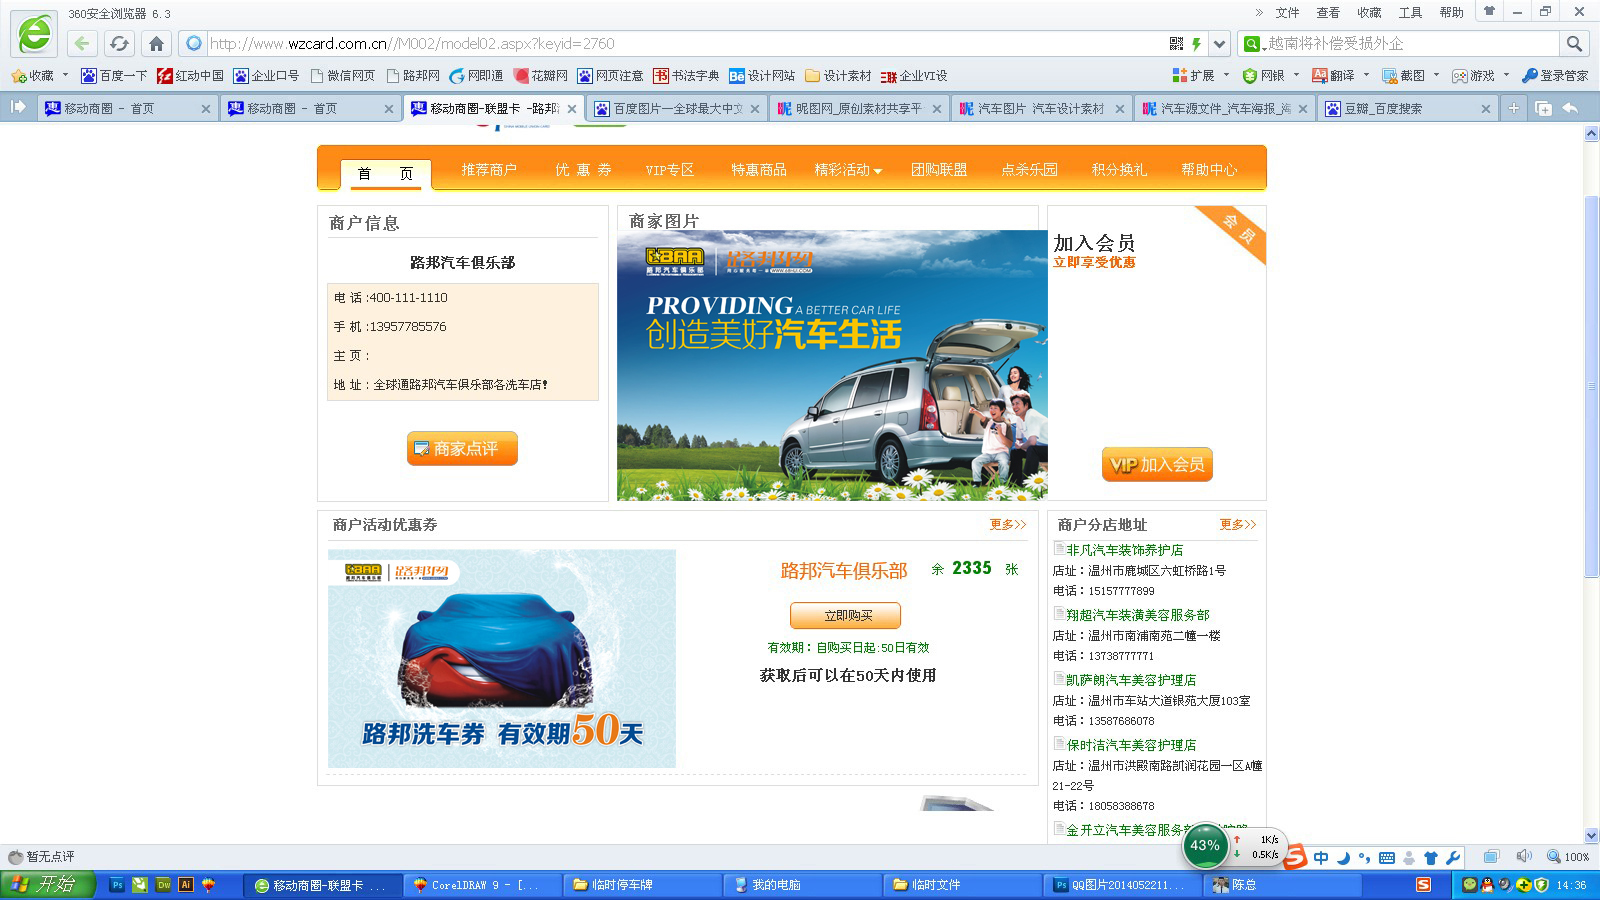 360安全浏览器 6.3
» 文件 查看 收藏 工具 帮助
http://www.wzcard.com.cn//M002/model02.aspx?keyid=2760
越南将补偿受损外企
收藏 百度一下 红动中国 企业口号 微信网页 路邦网 网即通 花瓣网 网页注意 书法字典 设计网站 设计素材 企业VI设
扩展 网银 翻译 截图 游戏 登录管家
移动商圈 - 首页
移动商圈 - 首页
移动商圈-联盟卡 -路邦
百度图片—全球最大中文
昵图网_原创素材共享平
汽车图片 汽车设计素材
汽车源文件_汽车海报_海
豆瓣_百度搜索
首 页 推荐商户 优惠券 VIP专区 特惠商品 精彩活动 团购联盟 点杀乐园 积分换礼 帮助中心
商户信息
路邦汽车俱乐部
电 话 :400-111-1110
手 机 :13957785576
主 页 :
地 址 : 全球通路邦汽车俱乐部各洗车店!
商家点评
商家图片
路邦汽车俱乐部
路邦网
PROVIDING A BETTER CAR LIFE
创造美好汽车生活
会员
加入会员
立即享受优惠
VIP 加入会员
商户活动优惠券
更多>>
路邦网
路邦洗车券 有效期50天
路邦汽车俱乐部
余 2335 张
立即购买
有效期：自购买日起:50日有效
获取后可以在50天内使用
商户分店地址
更多>>
非凡汽车装饰养护店
店址：温州市鹿城区六虹桥路1号
电话：15157777899
翔超汽车装潢美容服务部
店址：温州市南浦南苑二幢一楼
电话：13738777771
凯萨朗汽车美容护理店
店址：温州市车站大道银苑大厦103室
电话：13587686078
保时洁汽车美容护理店
店址：温州市洪殿南路凯润花园一区A幢
21-22号
电话：18058388678
金开立汽车美容服务
43%
1K/s
0.5K/s
中
暂无点评
100%
开始
移动商圈-联盟卡 ...
CorelDRAW 9 - [...
临时停车牌
我的电脑
临时文件
QQ图片2014052211...
陈总
14:36